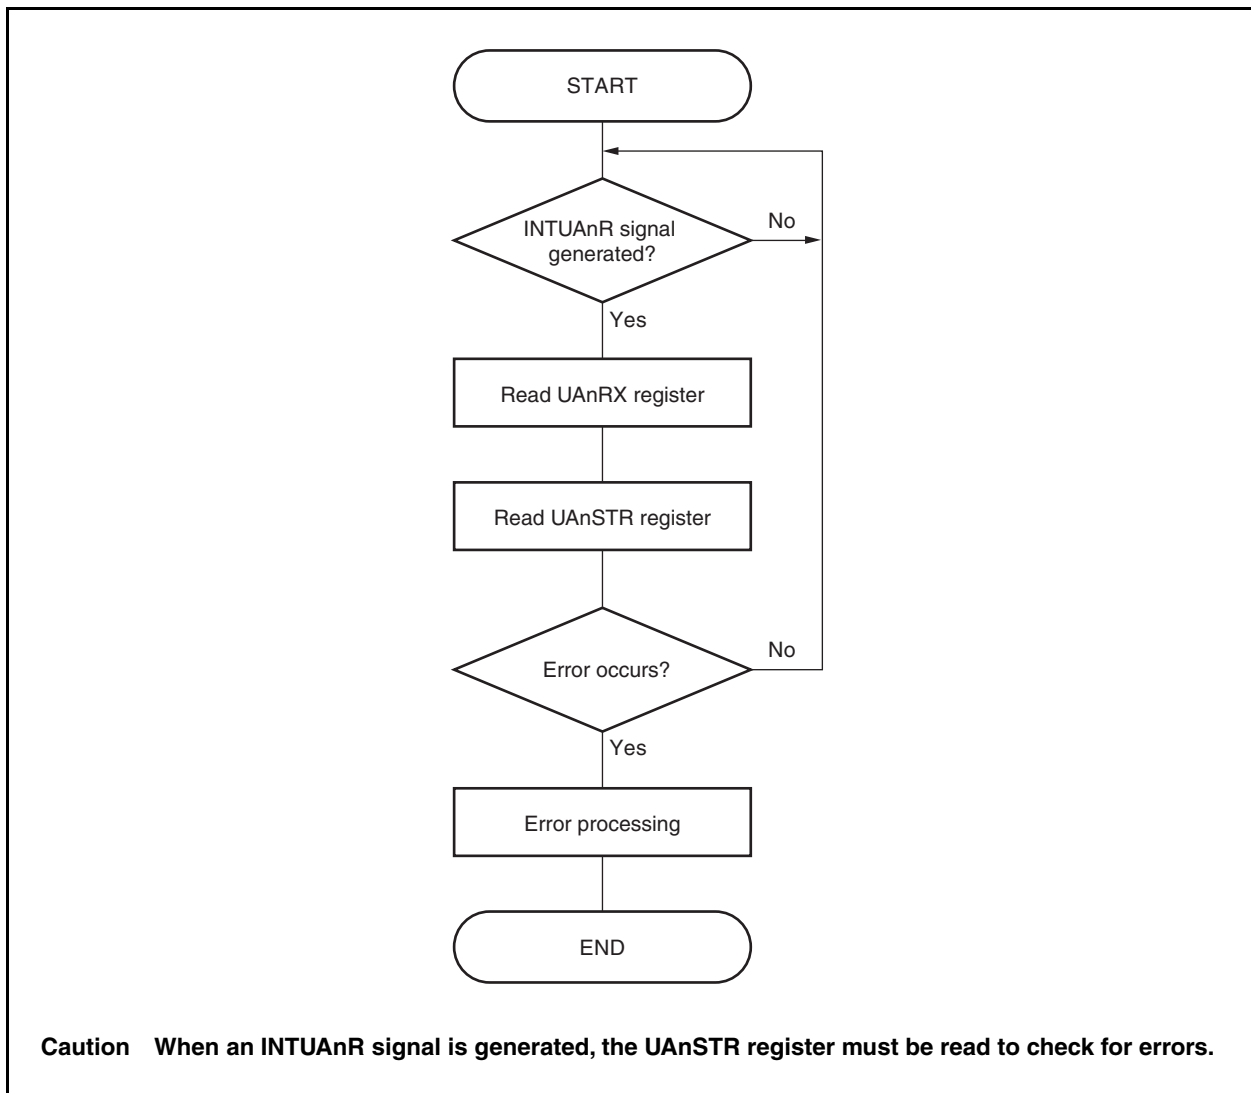 START
INTUAnR signal
generated?
No
Yes
Read UAnRX register
Read UAnSTR register
Error occurs?
No
Yes
Error processing
END
Caution When an INTUAnR signal is generated, the UAnSTR register must be read to check for errors.